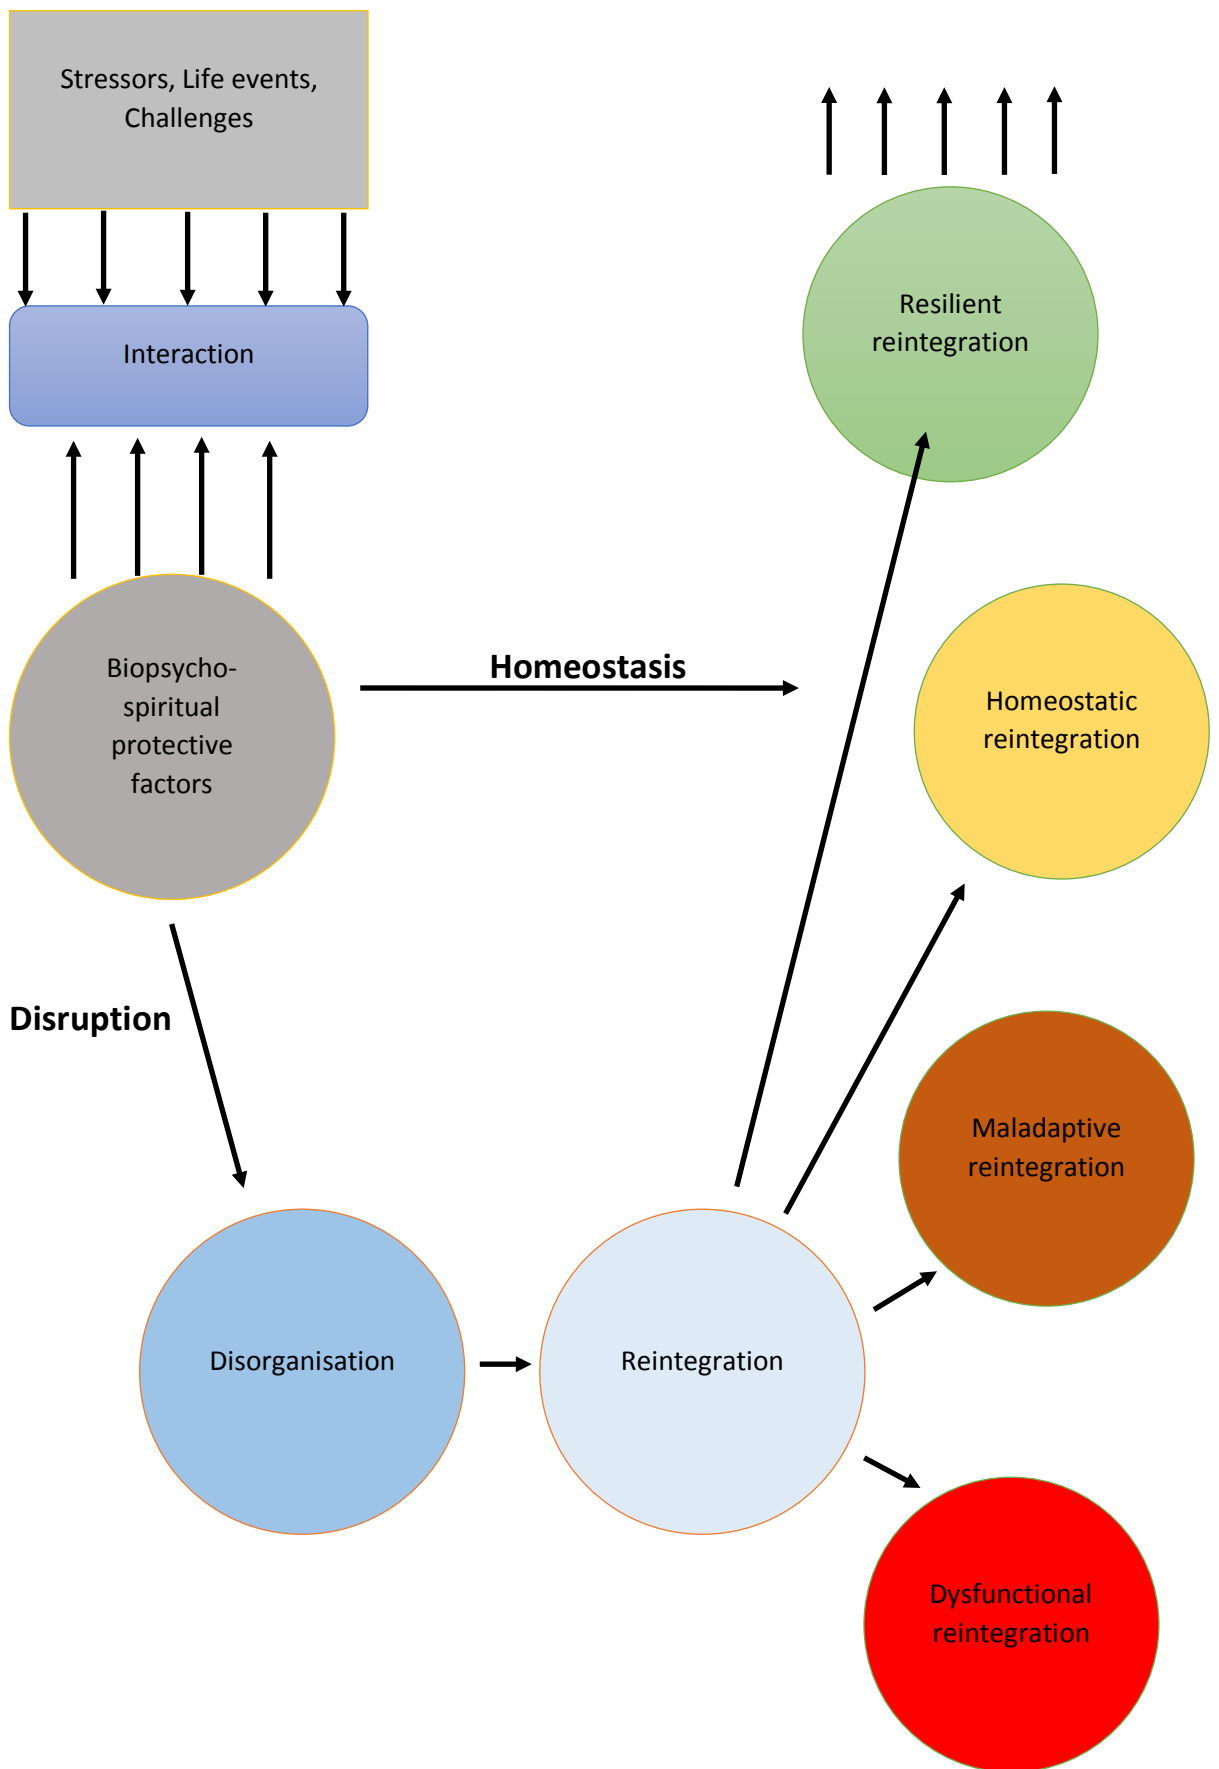 Stressors, Life events,
Challenges
Interaction
Resilient
reintegration
Biopsycho-
spiritual
protective
factors
Homeostasis
Homeostatic
reintegration
Disruption
Maladaptive
reintegration
Disorganisation
Reintegration
Dysfunctional
reintegration